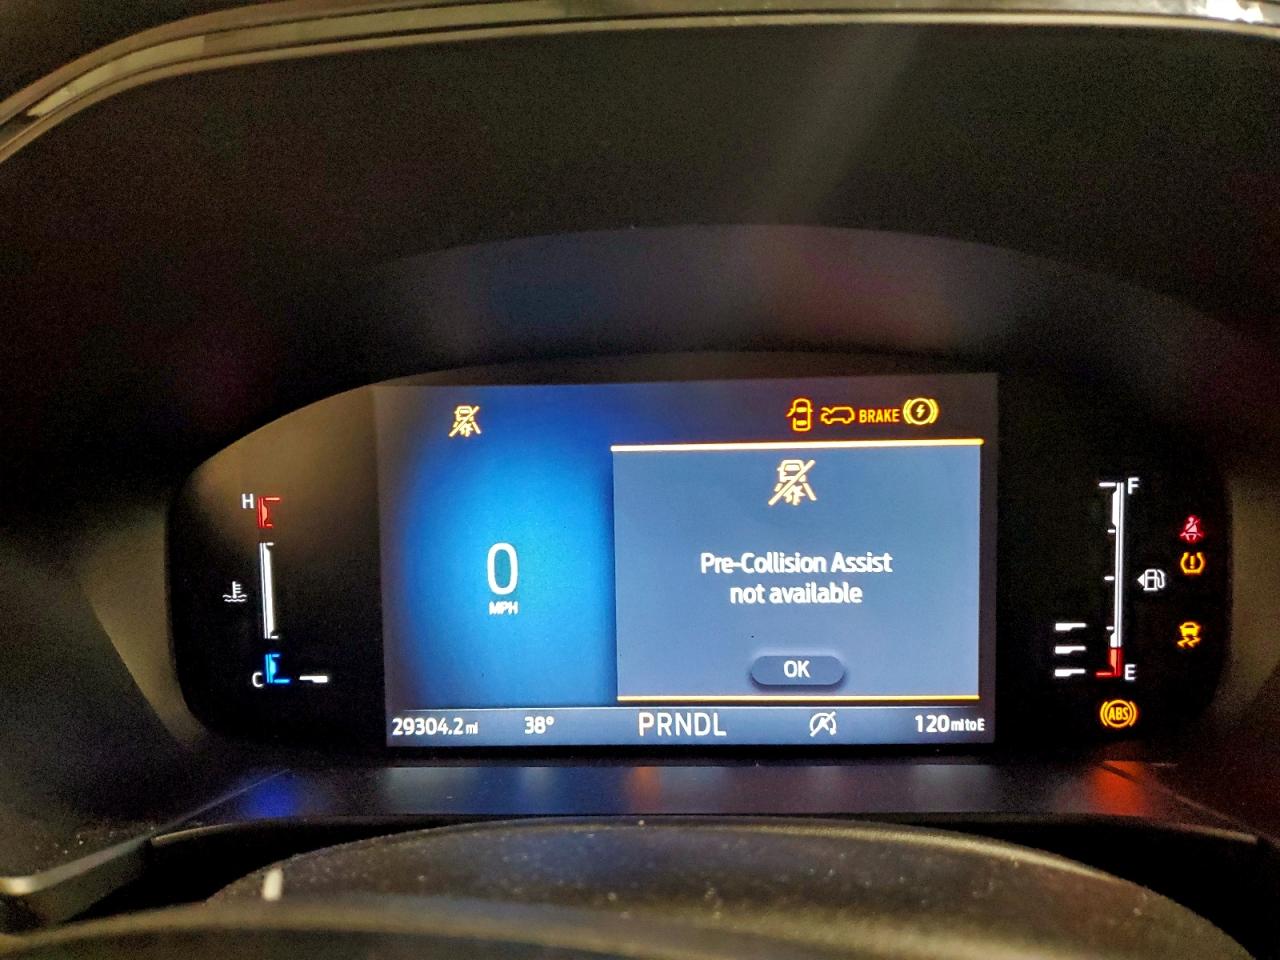 BRAKE
H
F
Pre-Collision Assist
not available
0
MPH
C
E
OK
ABS
29304.2 mi 38° PRNDL 120 mi to E